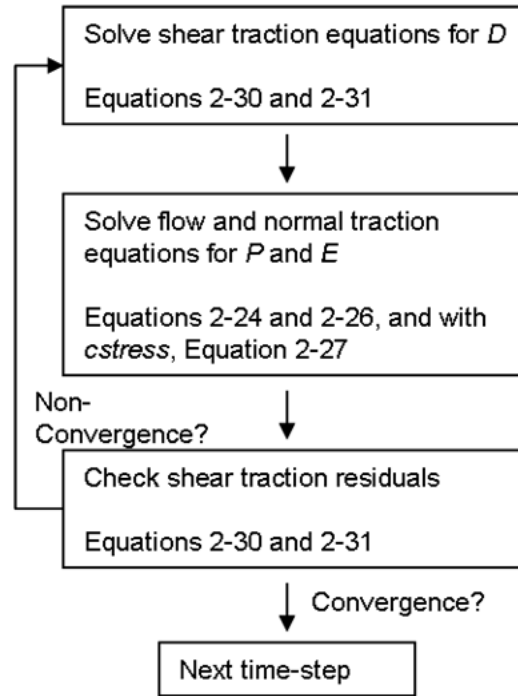 Solve shear traction equations for D
Equations 2-30 and 2-31
Solve flow and normal traction
equations for P and E
Equations 2-24 and 2-26, and with
cstress, Equation 2-27
Non-
Convergence?
Check shear traction residuals
Equations 2-30 and 2-31
Convergence?
Next time-step